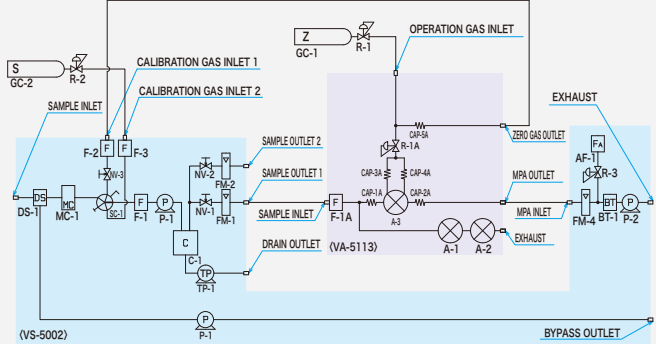 OPERATION GAS INLET
Z
GC-1
R-1
S
GC-2
R-2
CALIBRATION GAS INLET 1
CALIBRATION GAS INLET 2
SAMPLE INLET
EXHAUST
F
F-2
F
F-3
NV-3
SC-1
DS
DS-1
MC
MC-1
F
F-1
P
P-1
NV-2
FM-2
NV-1
FM-1
C
C-1
TP
TP-1
SAMPLE OUTLET 2
SAMPLE OUTLET 1
SAMPLE INLET
DRAIN OUTLET
F
F-1A
CAP-5A
R-1A
CAP-3A
CAP-4A
CAP-1A
CAP-2A
A-3
A-1
A-2
(VA-5113)
ZERO GAS OUTLET
MPA OUTLET
MPA INLET
EXHAUST
FA
AF-1
R-3
FM-4
BT
BT-1
P
P-2
(VS-5002)
P
P-1
BYPASS OUTLET